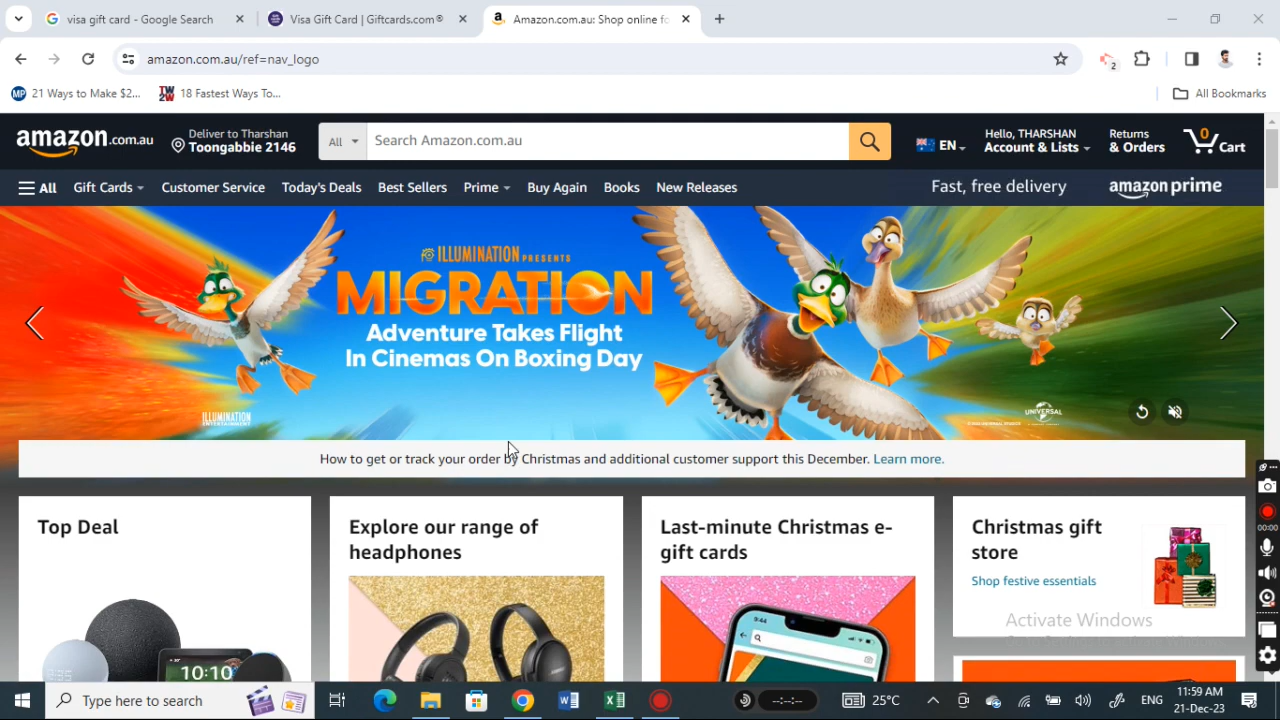 visa gift card - Google Search
Visa Gift Card | Giftcards.com®
Amazon.com.au: Shop online fo
amazon.com.au/ref=nav_logo
2
MP 21 Ways to Make $2...
TW 2W 18 Fastest Ways To...
All Bookmarks
amazon.com.au
Deliver to Tharshan
Toongabbie 2146
All
Search Amazon.com.au
EN
Hello, THARSHAN
Account & Lists
Returns
& Orders
0
Cart
All
Gift Cards
Customer Service
Today's Deals
Best Sellers
Prime
Buy Again
Books
New Releases
Fast, free delivery
amazon prime
ILLUMINATION PRESENTS
MIGRATION
Adventure Takes Flight
In Cinemas On Boxing Day
ILLUMINATION
ENTERTAINMENT
UNIVERSAL
How to get or track your order by Christmas and additional customer support this December. Learn more.
Top Deal
Explore our range of
headphones
Last-minute Christmas e-
gift cards
Christmas gift
store
Shop festive essentials
10:10
9:44
Activate Windows
00:00
Type here to search
--:--:--
25°C
ENG
11:59 AM
21-Dec-23